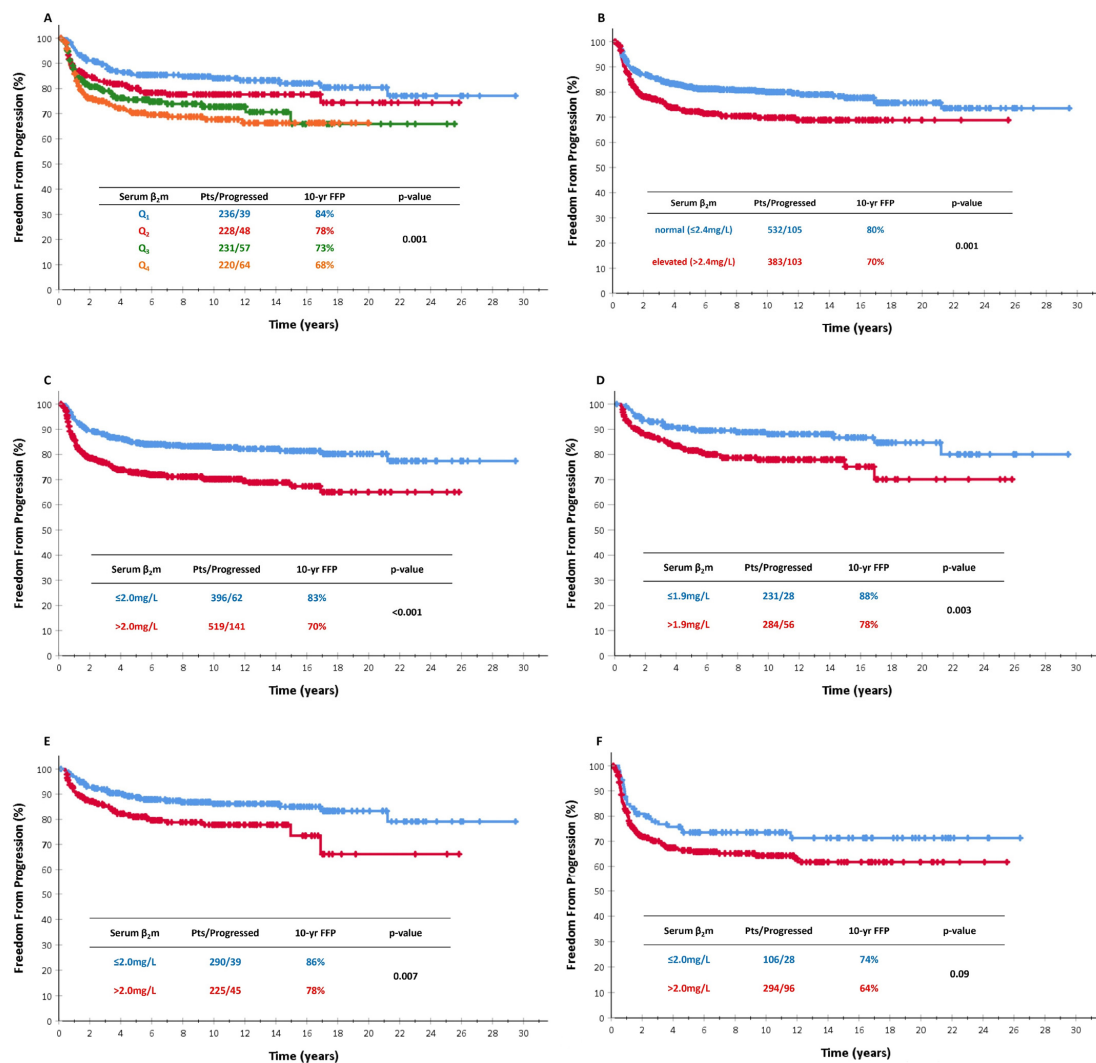 A
Freedom From Progression (%)
100
90
80
70
60
50
40
30
20
10
0
Serum β₂m Pts/Progressed 10-yr FFP p-value
Q₁ 236/39 84%
Q₂ 228/48 78%
0.001
Q₃ 231/57 73%
Q₄ 220/64 68%
0 2 4 6 8 10 12 14 16 18 20 22 24 26 28 30
Time (years)
B
Freedom From Progression (%)
100
90
80
70
60
50
40
30
20
10
0
Serum β₂m Pts/Progressed 10-yr FFP p-value
normal (≤2.4mg/L) 532/105 80%
0.001
elevated (>2.4mg/L) 383/103 70%
0 2 4 6 8 10 12 14 16 18 20 22 24 26 28 30
Time (years)
C
Freedom From Progression (%)
100
90
80
70
60
50
40
30
20
10
0
Serum β₂m Pts/Progressed 10-yr FFP p-value
≤2.0mg/L 396/62 83%
<0.001
>2.0mg/L 519/141 70%
0 2 4 6 8 10 12 14 16 18 20 22 24 26 28 30
Time (years)
D
Freedom From Progression (%)
100
90
80
70
60
50
40
30
20
10
0
Serum β₂m Pts/Progressed 10-yr FFP p-value
≤1.9mg/L 231/28 88%
0.003
>1.9mg/L 284/56 78%
0 2 4 6 8 10 12 14 16 18 20 22 24 26 28 30
Time (years)
E
Freedom From Progression (%)
100
90
80
70
60
50
40
30
20
10
0
Serum β₂m Pts/Progressed 10-yr FFP p-value
≤2.0mg/L 290/39 86%
0.007
>2.0mg/L 225/45 78%
0 2 4 6 8 10 12 14 16 18 20 22 24 26 28 30
Time (years)
F
Freedom From Progression (%)
100
90
80
70
60
50
40
30
20
10
0
Serum β₂m Pts/Progressed 10-yr FFP p-value
≤2.0mg/L 106/28 74%
0.09
>2.0mg/L 294/96 64%
0 2 4 6 8 10 12 14 16 18 20 22 24 26 28 30
Time (years)